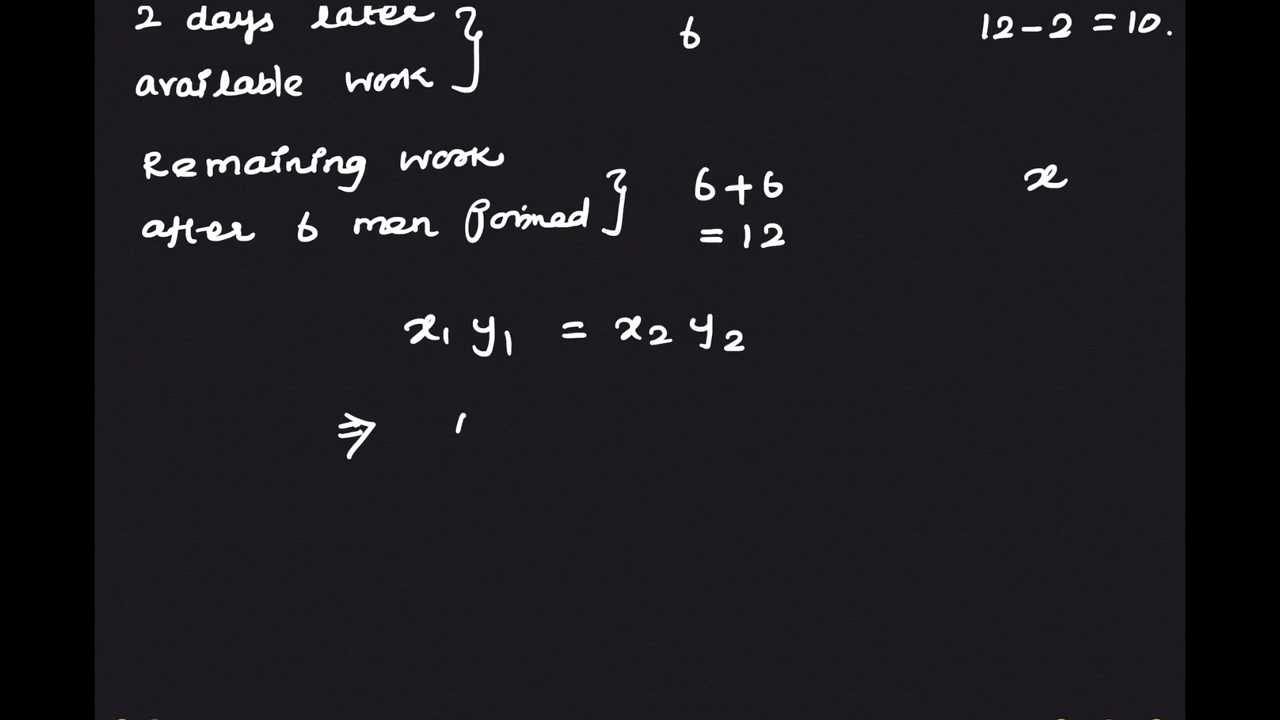 2 days later } 6 12 - 2 = 10.
available work
Remaining work
after 6 men joined } 6 + 6 x
= 12
x₁ y₁ = x₂ y₂
⇒